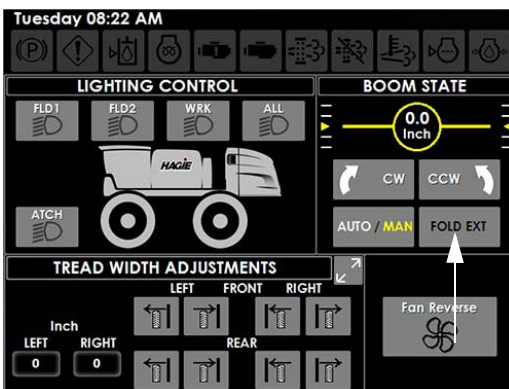 Tuesday 08:22 AM
(P)
LIGHTING CONTROL
FLD1 FLD2 WRK ALL
HAGIE
ATCH
BOOM STATE
0.0
Inch
CW CCW
AUTO / MAN FOLD EXT
TREAD WIDTH ADJUSTMENTS
LEFT FRONT RIGHT
Inch
LEFT RIGHT
REAR
0 0
Fan Reverse